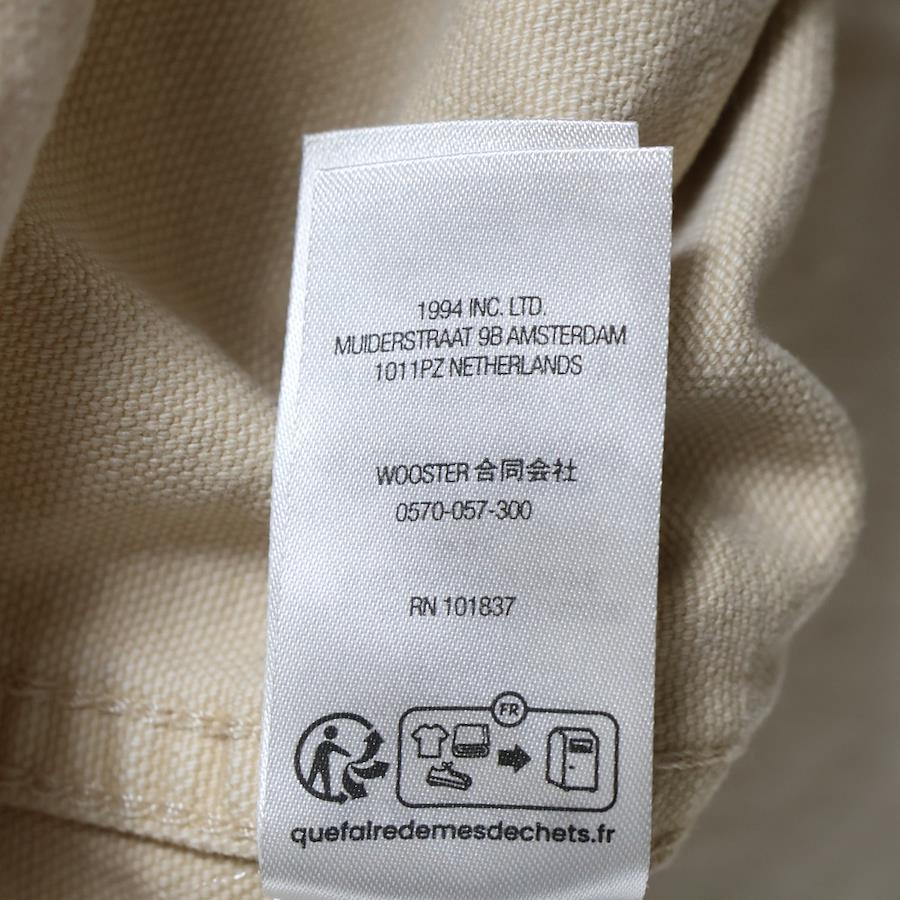 1994 INC. LTD.
MUIDERSTRAAT 9B AMSTERDAM
1011PZ NETHERLANDS
WOOSTER 合同会社
0570-057-300
RN 101837
FR
quefairedemesdechets.fr